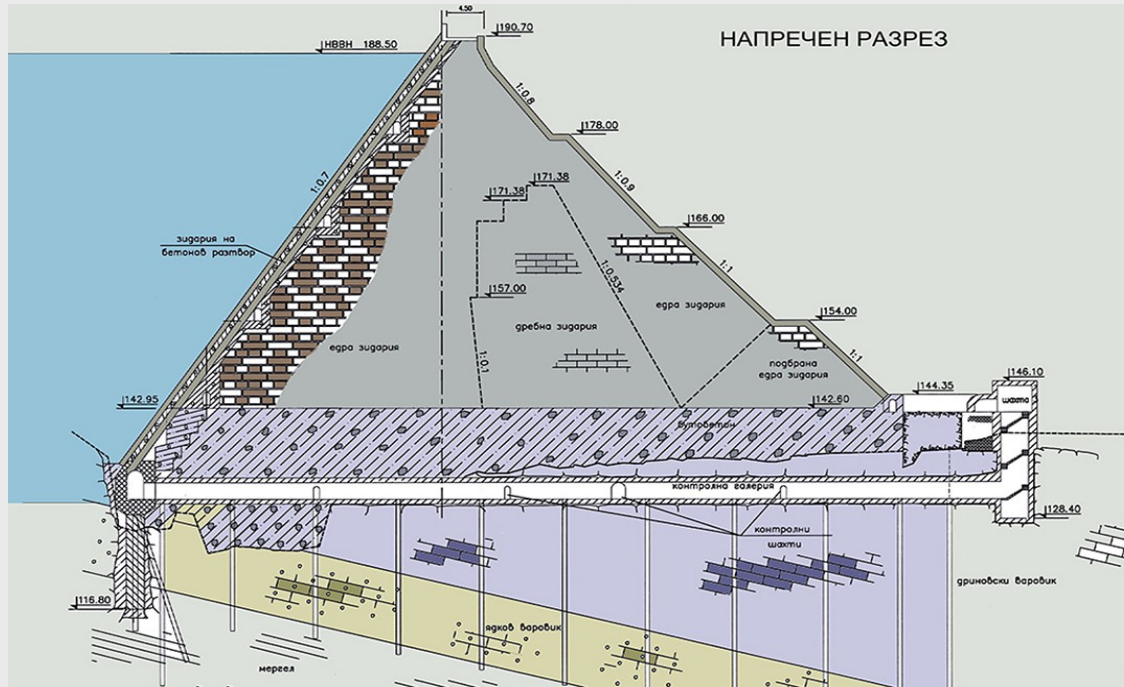 4.50
190.70
НВВН 188.50
НАПРЕЧЕН РАЗРЕЗ
1:0.8
178.00
1:0.7
1:0.9
171.38
171.38
166.00
зидария на
бетонов разтвор
1:0.534
1:1
157.00
едра зидария
154.00
дребна зидария
едра зидария
1:0.1
1:1
подбрана
едра зидария
146.10
144.35
142.95
142.60
шахта
бутобетон
контролна галерия
128.40
контролни
шахти
дриновски варовик
116.80
ядков варовик
мергел